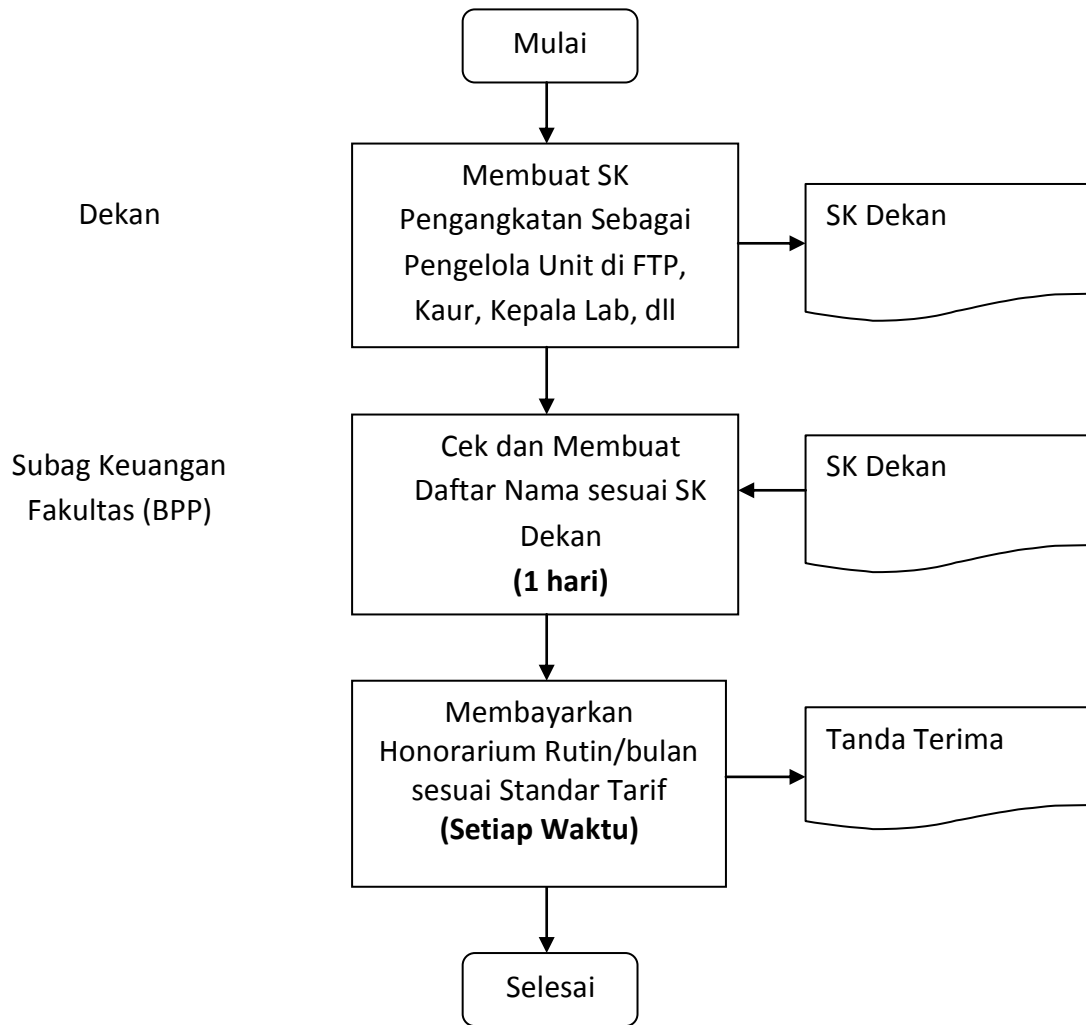 Mulai
Dekan
Membuat SK
Pengangkatan Sebagai
Pengelola Unit di FTP,
Kaur, Kepala Lab, dll
SK Dekan
Subag Keuangan
Fakultas (BPP)
Cek dan Membuat
Daftar Nama sesuai SK
Dekan
(1 hari)
SK Dekan
Membayarkan
Honorarium Rutin/bulan
sesuai Standar Tarif
(Setiap Waktu)
Tanda Terima
Selesai